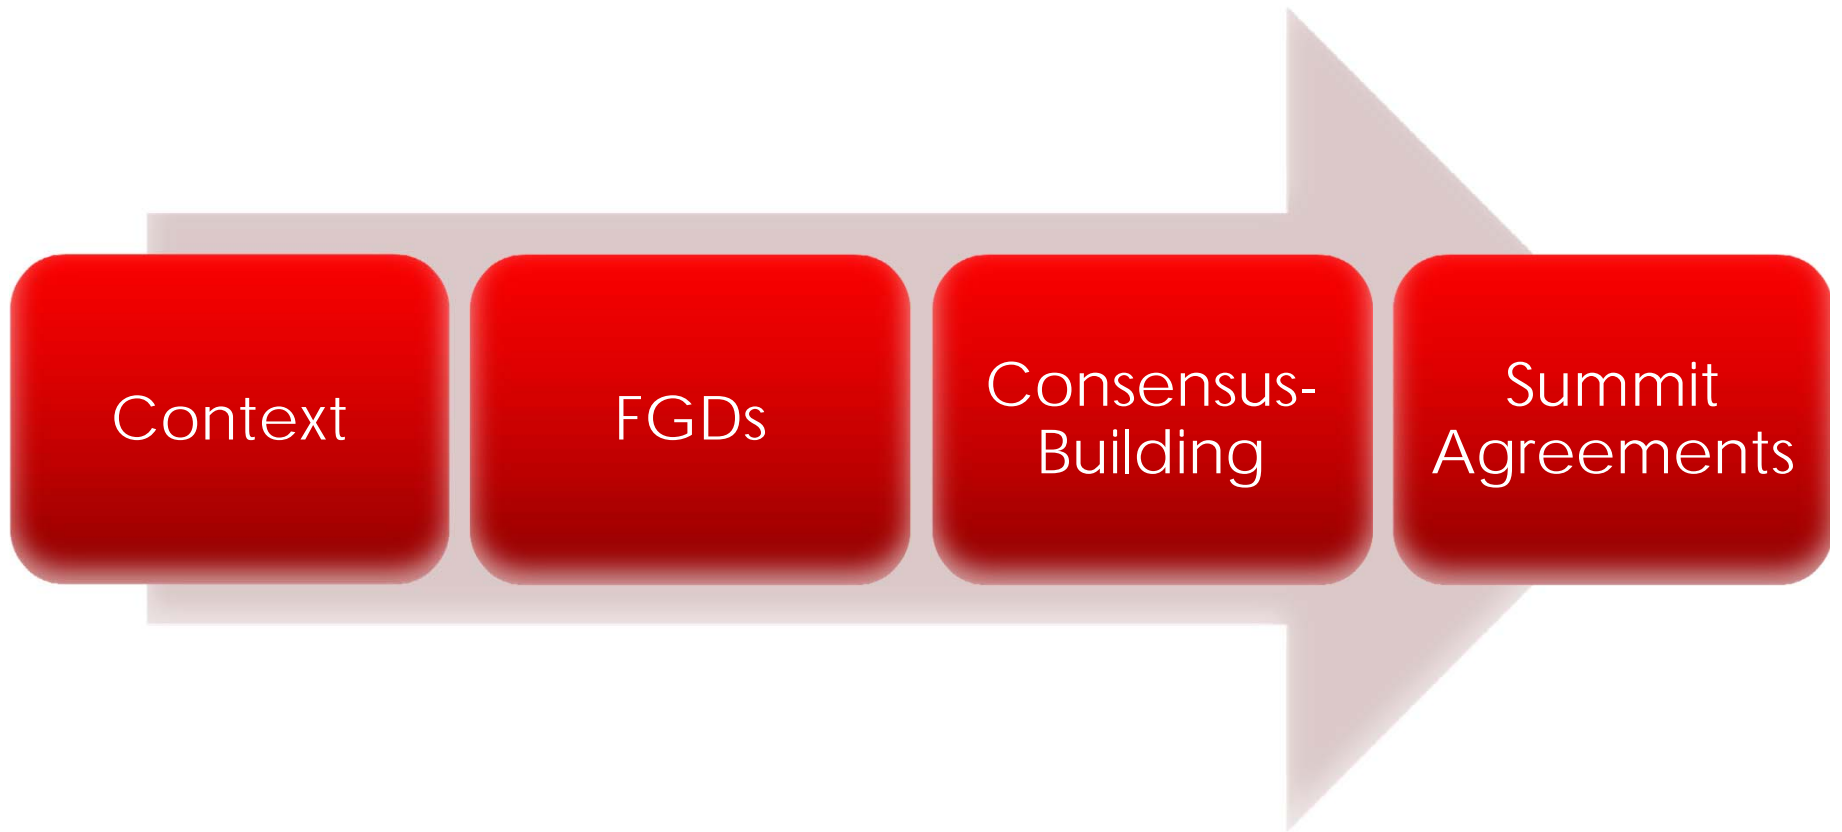 Context
FGDs
Consensus-
Building
Summit
Agreements